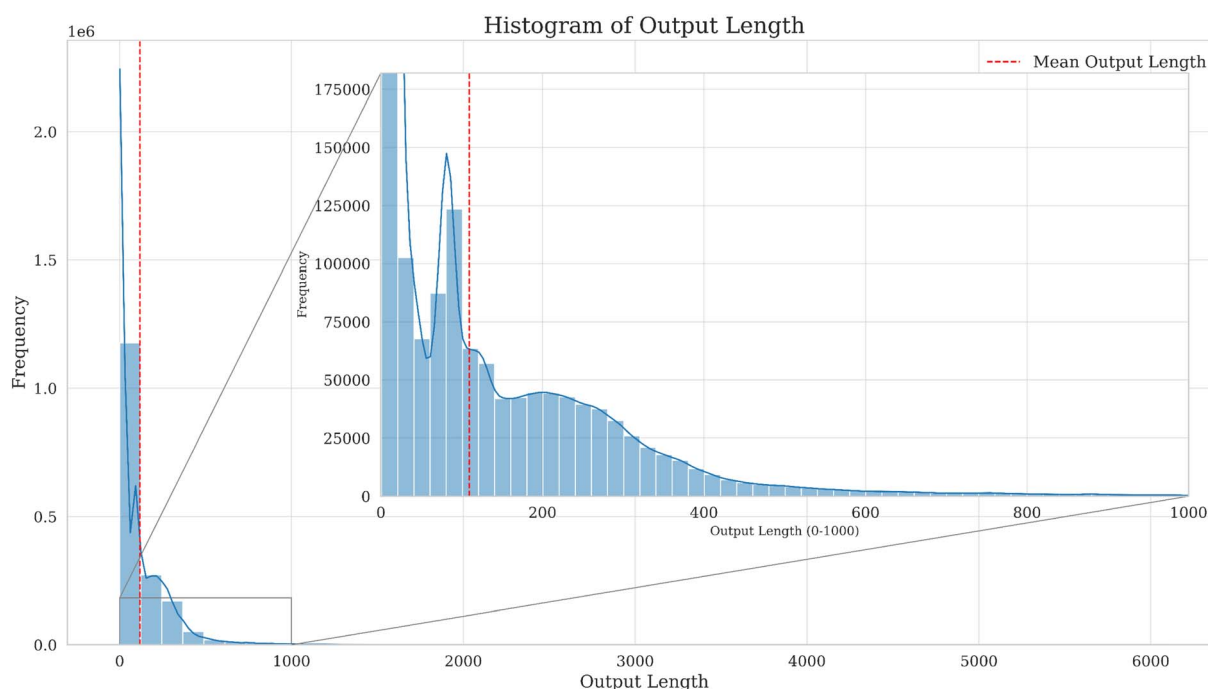 Histogram of Output Length
1e6
Mean Output Length
Frequency
2.0
1.5
1.0
0.5
0.0
175000
150000
125000
100000
75000
50000
25000
0
Frequency
0 200 400 600 800 1000
Output Length (0-1000)
0 1000 2000 3000 4000 5000 6000
Output Length